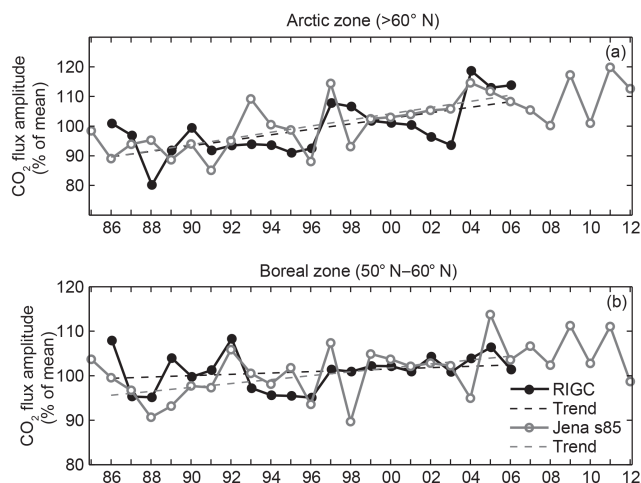 Arctic zone (>60° N)
(a)
120
110
100
90
80
CO2 flux amplitude
(% of mean)
86 88 90 92 94 96 98 00 02 04 06 08 10 12
Boreal zone (50° N–60° N)
(b)
120
110
100
90
80
CO2 flux amplitude
(% of mean)
RIGC
Trend
Jena s85
Trend
86 88 90 92 94 96 98 00 02 04 06 08 10 12